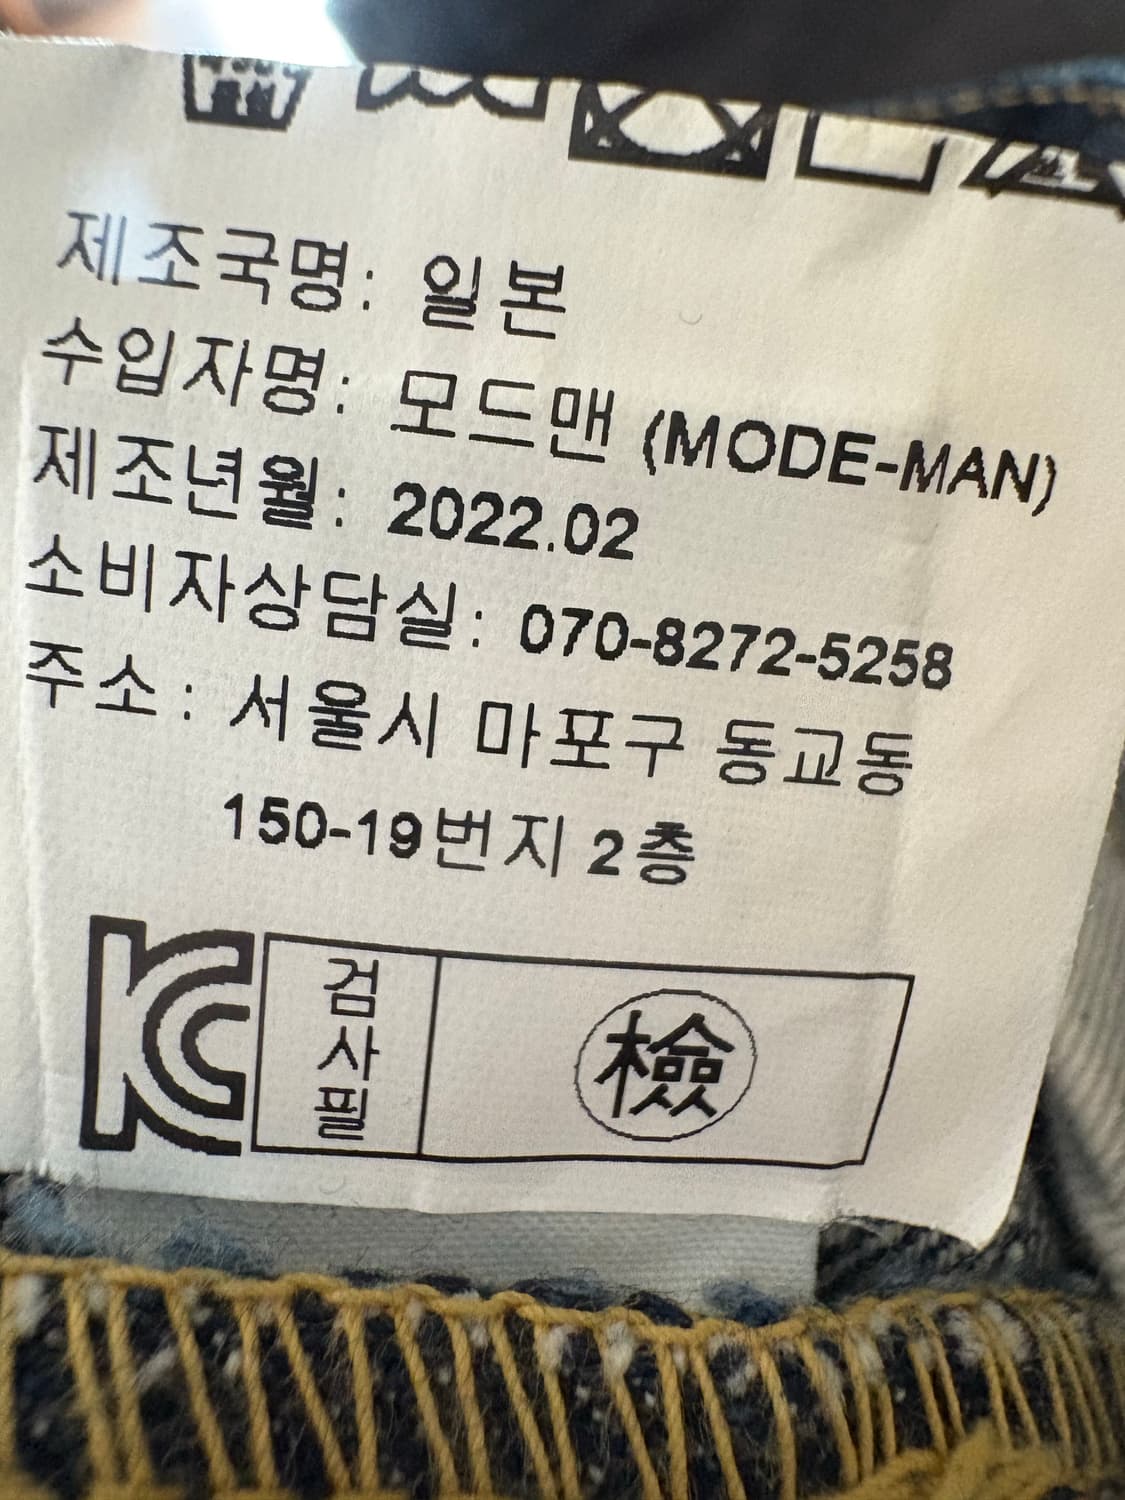 제조국명: 일본
수입자명: 모드맨 (MODE-MAN)
제조년월: 2022.02
소비자상담실: 070-8272-5258
주소: 서울시 마포구 동교동
150-19번지 2층
KC
검사필
檢